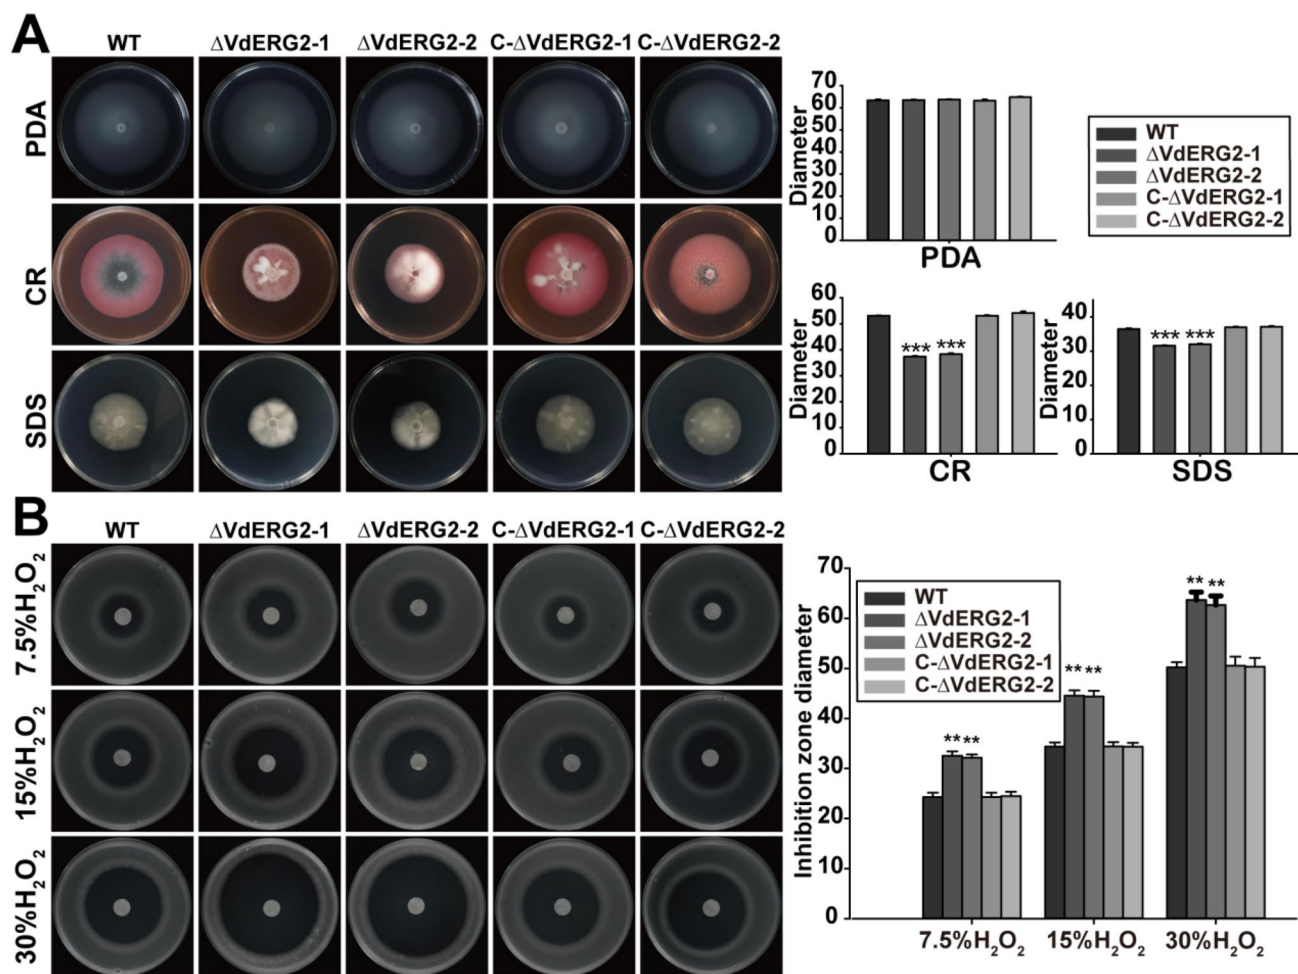 A
WT ΔVdERG2-1 ΔVdERG2-2 C-ΔVdERG2-1 C-ΔVdERG2-2
PDA
CR
SDS
70
60
50
40
30
20
10
0
Diameter
PDA
WT
ΔVdERG2-1
ΔVdERG2-2
C-ΔVdERG2-1
C-ΔVdERG2-2
60
50
40
30
20
10
0
Diameter
*** ***
CR
40
30
20
10
0
Diameter
*** ***
SDS
B
WT ΔVdERG2-1 ΔVdERG2-2 C-ΔVdERG2-1 C-ΔVdERG2-2
7.5%H₂O₂
15%H₂O₂
30%H₂O₂
70
60
50
40
30
20
10
0
Inhibition zone diameter
WT
ΔVdERG2-1
ΔVdERG2-2
C-ΔVdERG2-1
C-ΔVdERG2-2
** **
** **
** **
7.5%H₂O₂ 15%H₂O₂ 30%H₂O₂